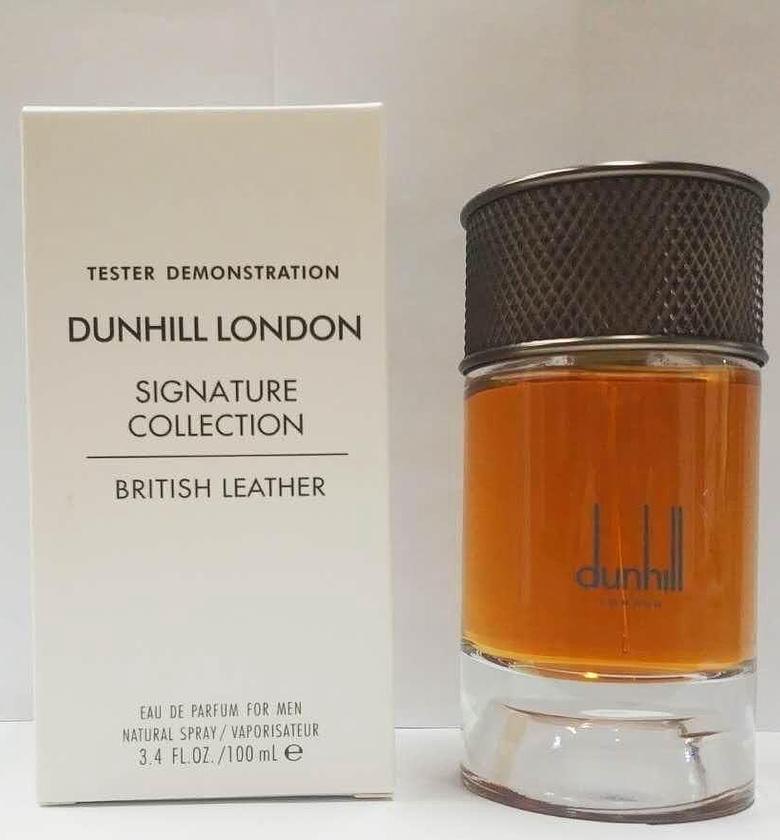 TESTER DEMONSTRATION
DUNHILL LONDON
SIGNATURE
COLLECTION
BRITISH LEATHER
EAU DE PARFUM FOR MEN
NATURAL SPRAY / VAPORISATEUR
3.4 FL.OZ. / 100 mL ℮
dunhill
LONDON